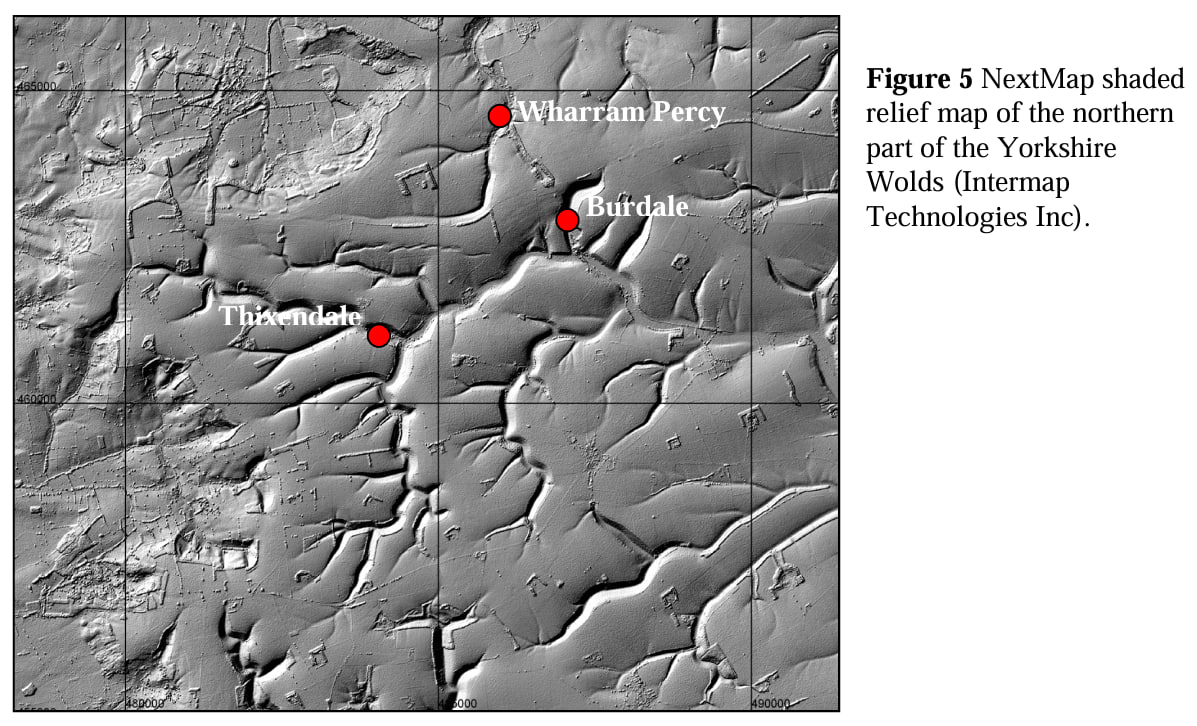 465000
Wharram Percy
Burdale
Thixendale
460000
480000
490000
Figure 5 NextMap shaded
relief map of the northern
part of the Yorkshire
Wolds (Intermap
Technologies Inc).